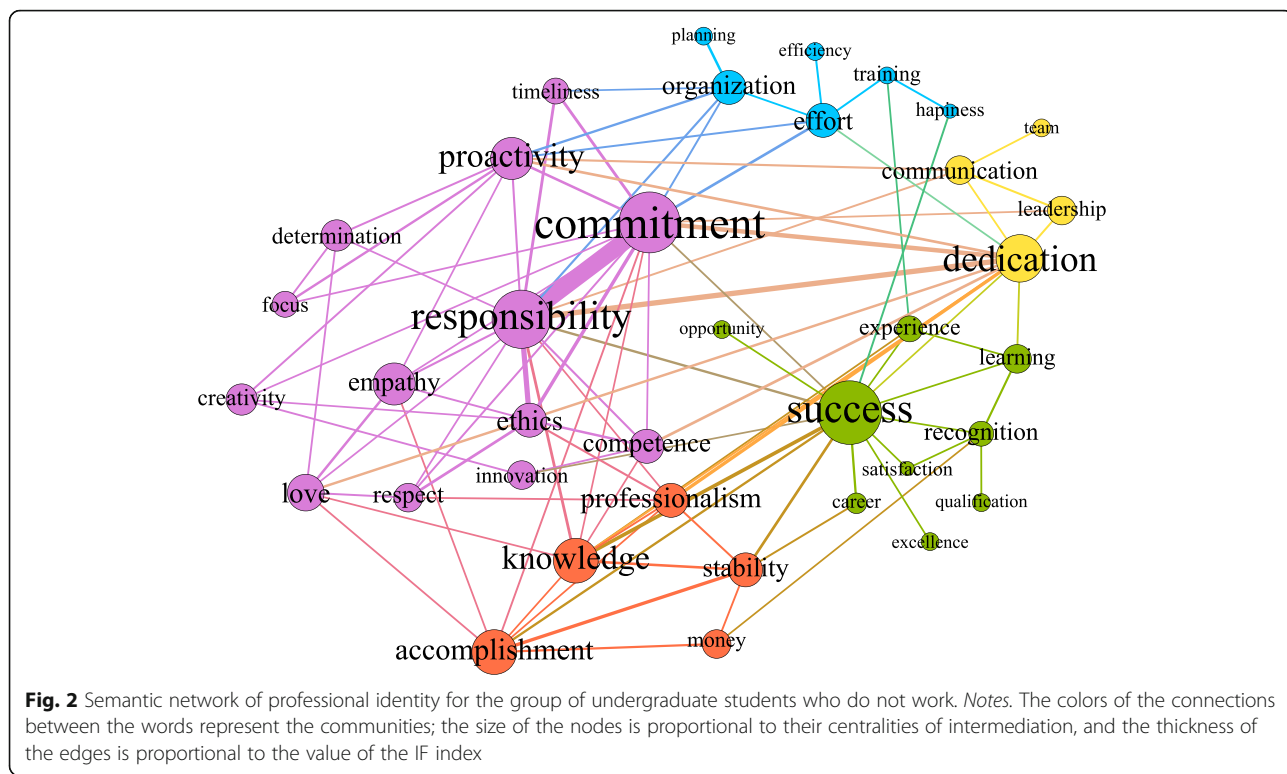 planning
efficiency
organization
training
timeliness
hapiness
effort
team
proactivity
communication
leadership
commitment
determination
dedication
focus
responsibility
opportunity
experience
learning
empathy
creativity
success
ethics
recognition
competence
satisfaction
innovation
love
respect
professionalism
career
qualification
excellence
knowledge
stability
money
accomplishment
Fig. 2 Semantic network of professional identity for the group of undergraduate students who do not work. Notes. The colors of the connections
between the words represent the communities; the size of the nodes is proportional to their centralities of intermediation, and the thickness of
the edges is proportional to the value of the IF index